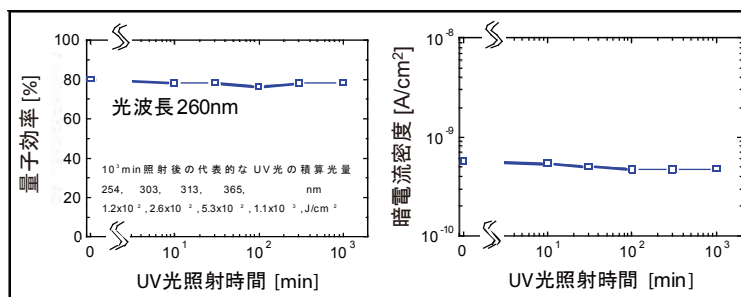 量子効率 [%]
100
80
60
40
20
0
光波長260nm
10³min照射後の代表的なUV光の積算光量
254, 303, 313, 365, nm
1.2x10², 2.6x10², 5.3x10², 1.1x10³, J/cm²
0 10¹ 10² 10³
UV光照射時間 [min]
暗電流密度 [A/cm²]
10⁻⁸
10⁻⁹
10⁻¹⁰
0 10¹ 10² 10³
UV光照射時間 [min]